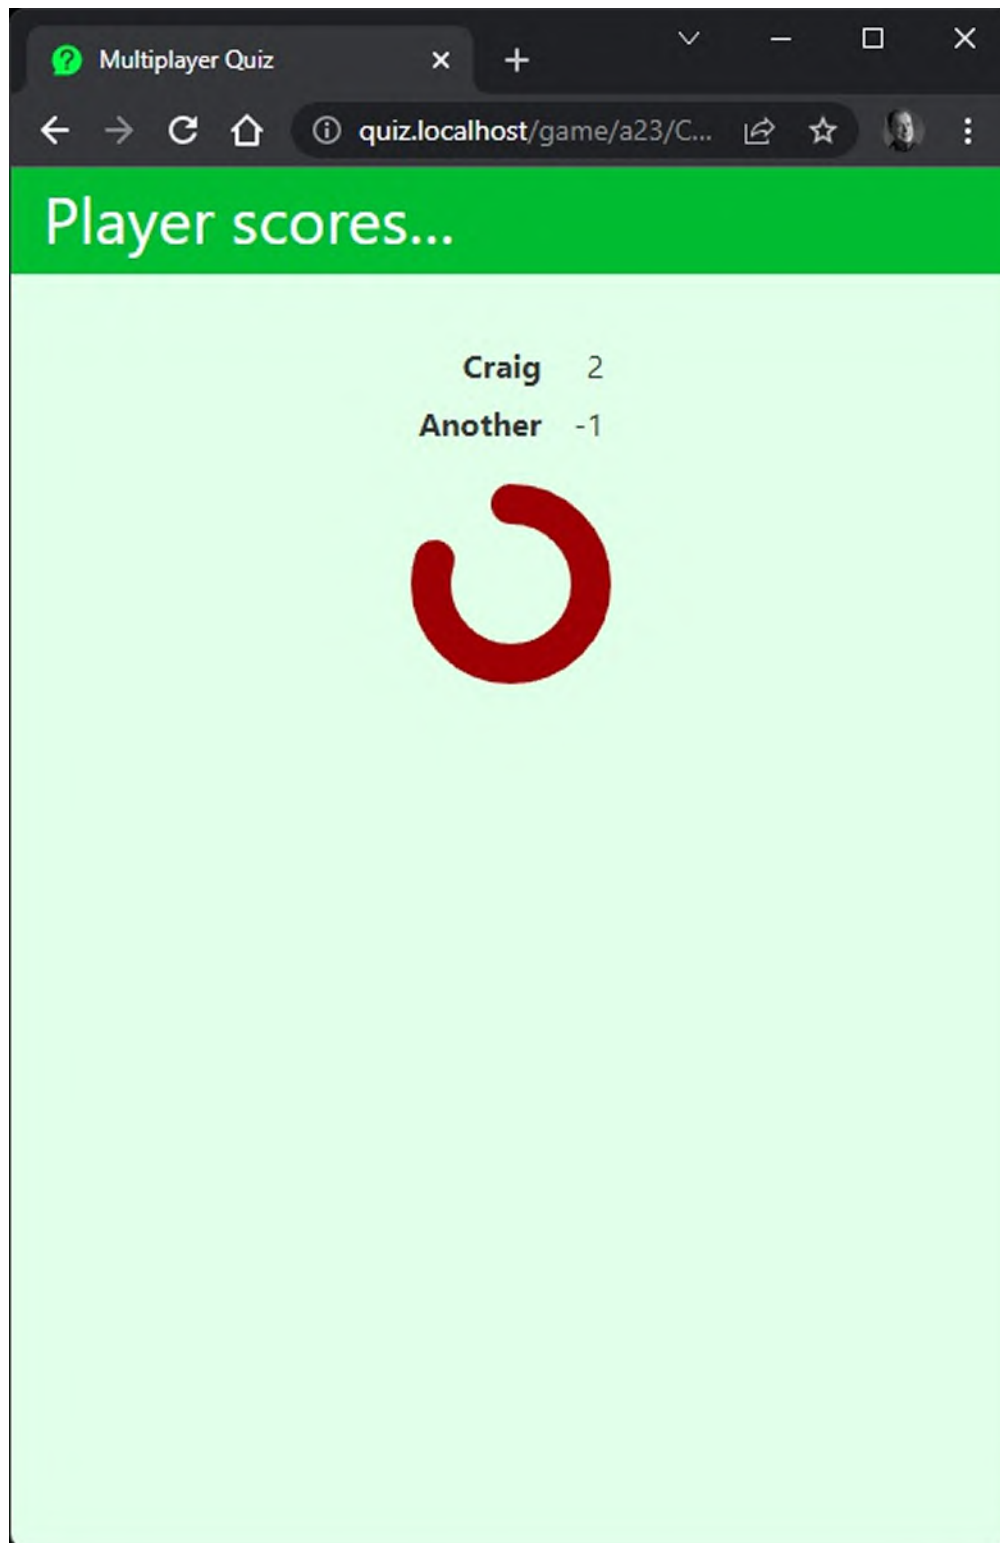 Multiplayer Quiz
quiz.localhost/game/a23/C...
Player scores...
Craig 2
Another -1